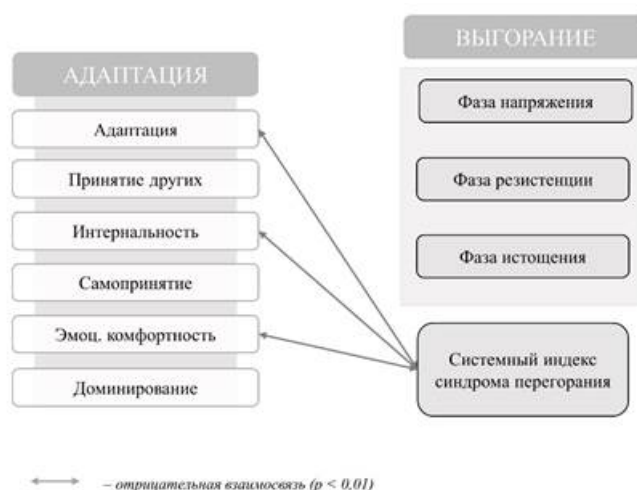 АДАПТАЦИЯ
Адаптация
Принятие других
Интернальность
Самопринятие
Эмоц. комфортность
Доминирование
ВЫГОРАНИЕ
Фаза напряжения
Фаза резистенции
Фаза истощения
Системный индекс
синдрома перегорания
– отрицательная взаимосвязь (p < 0,01)